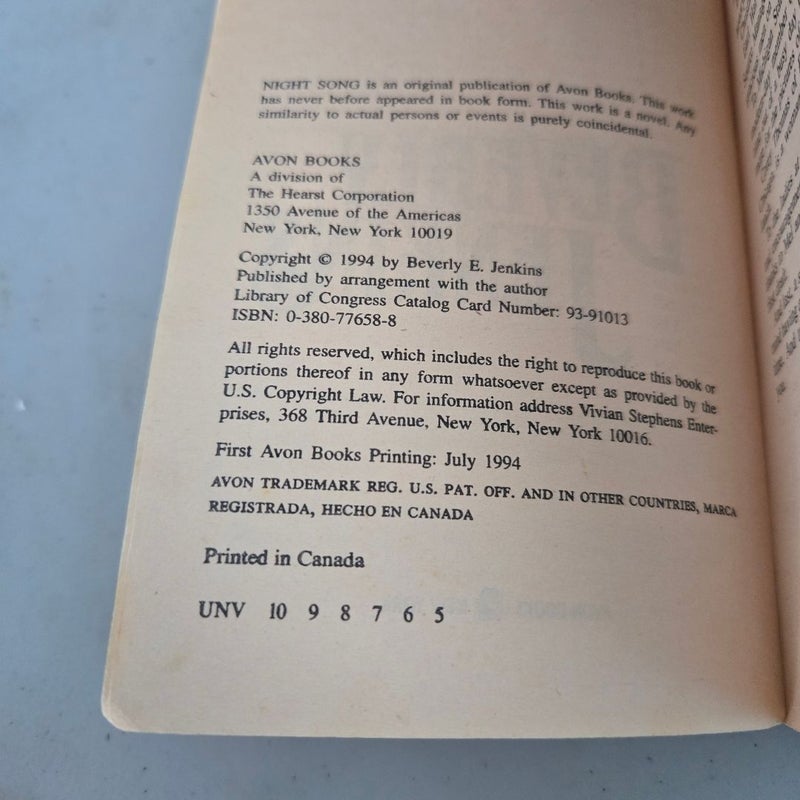 NIGHT SONG is an original publication of Avon Books. This work
has never before appeared in book form. This work is a novel. Any
similarity to actual persons or events is purely coincidental.
AVON BOOKS
A division of
The Hearst Corporation
1350 Avenue of the Americas
New York, New York 10019
Copyright © 1994 by Beverly E. Jenkins
Published by arrangement with the author
Library of Congress Catalog Card Number: 93-91013
ISBN: 0-380-77658-8
All rights reserved, which includes the right to reproduce this book or
portions thereof in any form whatsoever except as provided by the
U.S. Copyright Law. For information address Vivian Stephens Enter-
prises, 368 Third Avenue, New York, New York 10016.
First Avon Books Printing: July 1994
AVON TRADEMARK REG. U.S. PAT. OFF. AND IN OTHER COUNTRIES, MARCA
REGISTRADA, HECHO EN CANADA
Printed in Canada
UNV 10 9 8 7 6 5